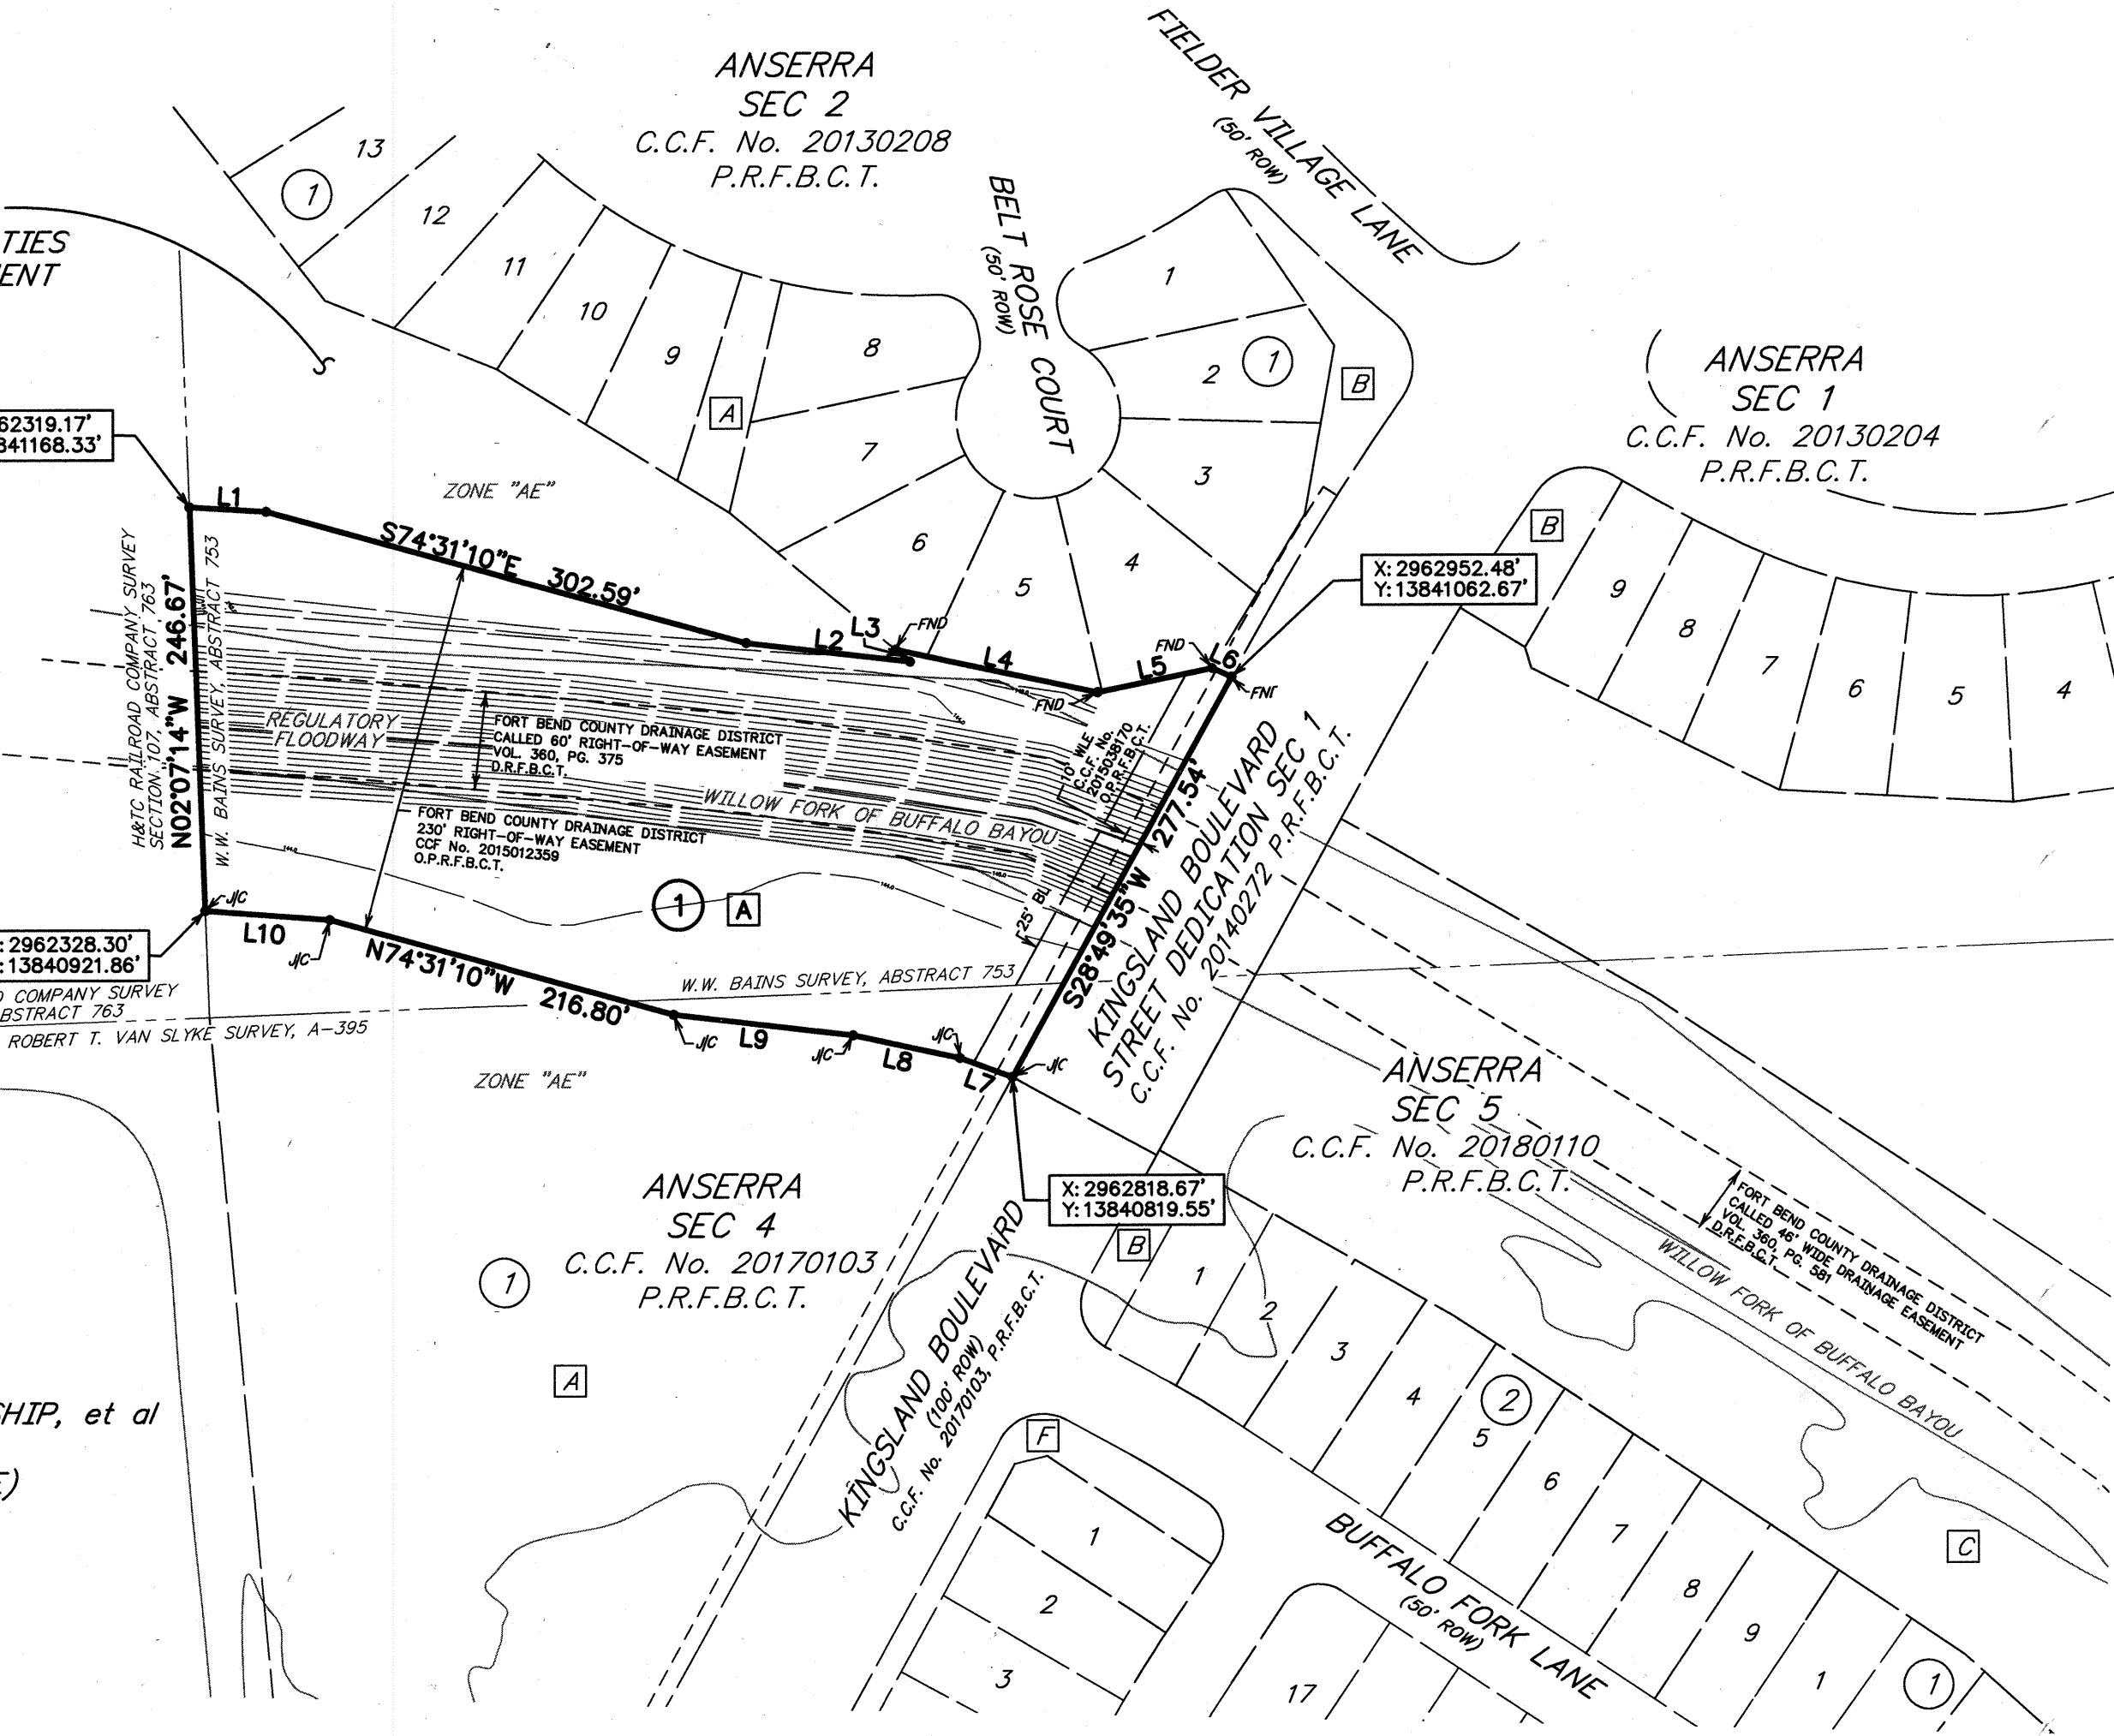 ANSERRA
SEC 2
C.C.F. No. 20130208
P.R.F.B.C.T.
FIELDER VILLAGE LANE
(50' ROW)
BELT ROSE COURT
(50' ROW)
13
1
12
11
10
9
A
8
7
6
5
4
3
2
1
1
B
TIES
ENT
S
62319.17'
841168.33'
ANSERRA
SEC 1
C.C.F. No. 20130204
P.R.F.B.C.T.
B
9
8
7
6
5
4
ZONE "AE"
L1
S74°31'10"E 302.59'
L2
L3
FND
L4
FND
L5
FND
L6
FND
X: 2962952.48'
Y: 13841062.67'
H&TC RAILROAD COMPANY SURVEY
SECTION 107, ABSTRACT 763
N02°07'14"W 246.67'
W.W. BAINS SURVEY, ABSTRACT 753
REGULATORY
FLOODWAY
FORT BEND COUNTY DRAINAGE DISTRICT
CALLED 60' RIGHT-OF-WAY EASEMENT
VOL. 360, PG. 375
D.R.F.B.C.T.
WILLOW FORK OF BUFFALO BAYOU
FORT BEND COUNTY DRAINAGE DISTRICT
230' RIGHT-OF-WAY EASEMENT
CCF No. 2015012359
O.P.R.F.B.C.T.
10' WLE
C.C.F. No.
2015038170
O.P.R.F.B.C.T.
25' BL
S28°49'35"W 277.54'
KINGSLAND BOULEVARD
STREET DEDICATION SEC 1
C.C.F. No. 20140272 P.R.F.B.C.T.
1
A
J/C
L10
J/C
N74°31'10"W 216.80'
J/C
L9
J/C
L8
J/C
L7
J/C
W.W. BAINS SURVEY, ABSTRACT 753
: 2962328.30'
: 13840921.86'
COMPANY SURVEY
BSTRACT 763
ROBERT T. VAN SLYKE SURVEY, A-395
ZONE "AE"
X: 2962818.67'
Y: 13840819.55'
ANSERRA
SEC 5
C.C.F. No. 20180110
P.R.F.B.C.T.
FORT BEND COUNTY DRAINAGE DISTRICT
CALLED 46' WIDE DRAINAGE EASEMENT
VOL. 360, PG. 581
D.R.F.B.C.T.
WILLOW FORK OF BUFFALO BAYOU
ANSERRA
SEC 4
C.C.F. No. 20170103
P.R.F.B.C.T.
1
A
KINGSLAND BOULEVARD
(100' ROW)
C.C.F. No. 20170103, P.R.F.B.C.T.
B
1
2
3
4
5
2
6
7
8
9
1
1
C
F
1
2
3
17
BUFFALO FORK LANE
(50' ROW)
SHIP, et al